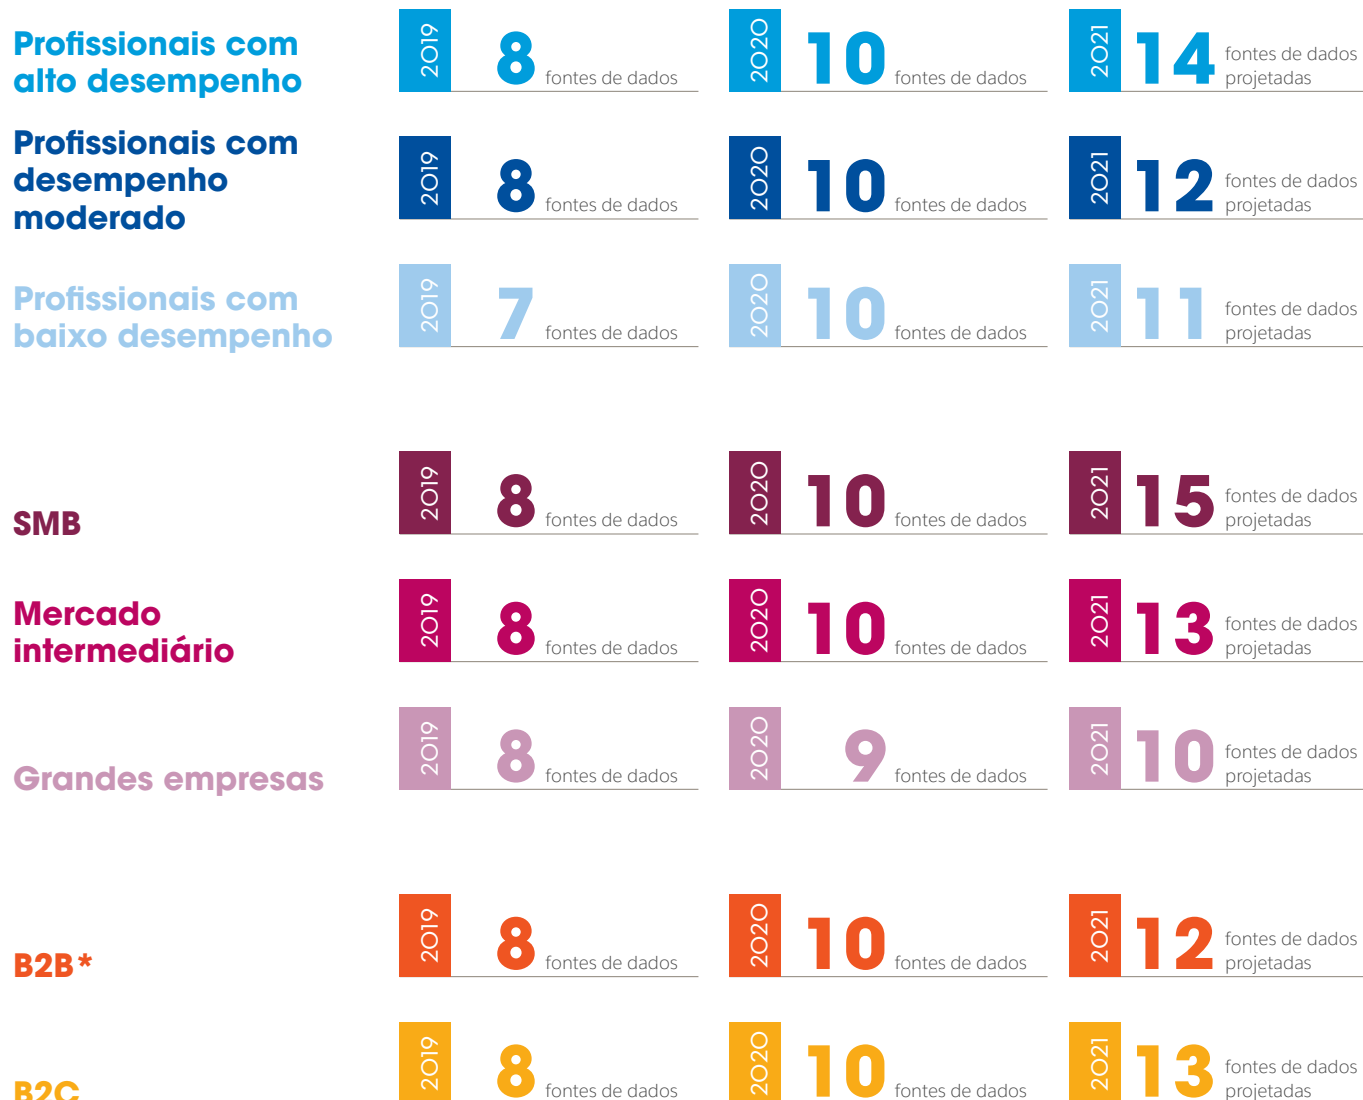 Profissionais com
alto desempenho
2019
8 fontes de dados
2020
10 fontes de dados
2021
14 fontes de dados
projetadas
Profissionais com
desempenho
moderado
2019
8 fontes de dados
2020
10 fontes de dados
2021
12 fontes de dados
projetadas
Profissionais com
baixo desempenho
2019
7 fontes de dados
2020
10 fontes de dados
2021
11 fontes de dados
projetadas
SMB
2019
8 fontes de dados
2020
10 fontes de dados
2021
15 fontes de dados
projetadas
Mercado
intermediário
2019
8 fontes de dados
2020
10 fontes de dados
2021
13 fontes de dados
projetadas
Grandes empresas
2019
8 fontes de dados
2020
9 fontes de dados
2021
10 fontes de dados
projetadas
B2B*
2019
8 fontes de dados
2020
10 fontes de dados
2021
12 fontes de dados
projetadas
B2C
2019
8 fontes de dados
2020
10 fontes de dados
2021
13 fontes de dados
projetadas